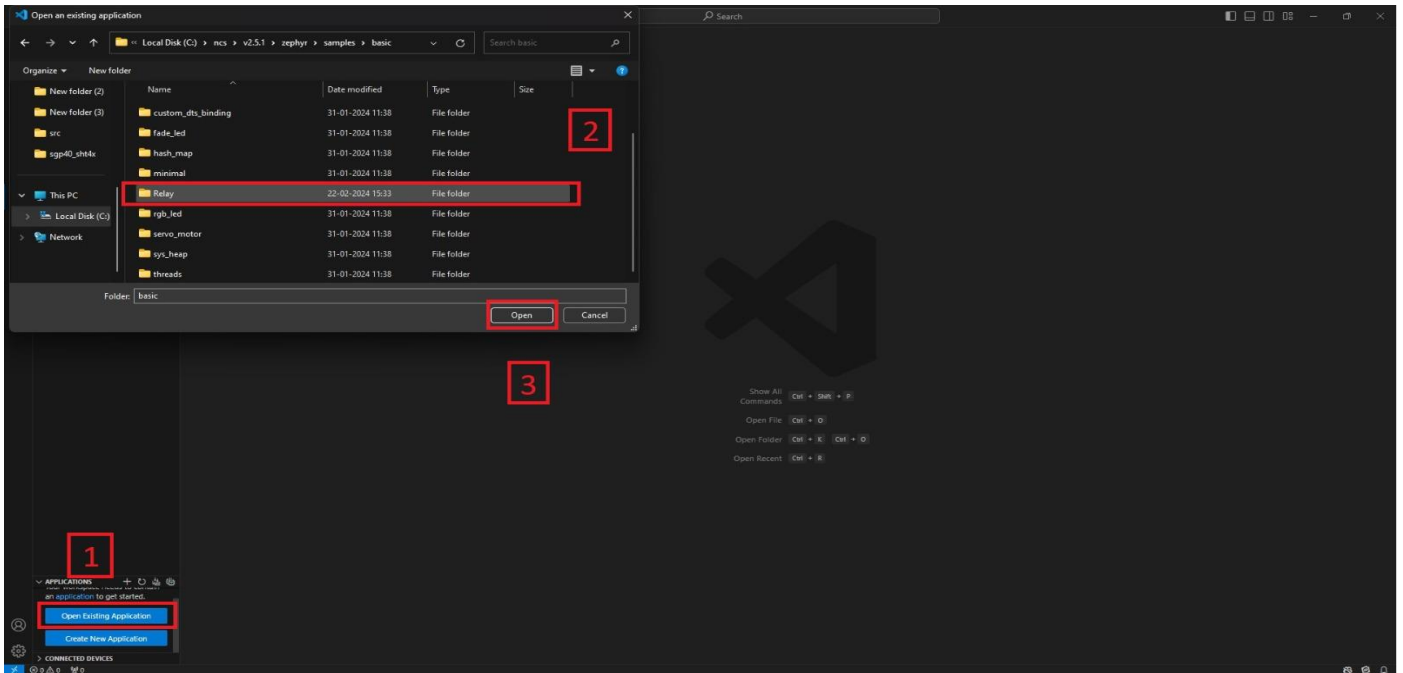 Open an existing application
Search
« Local Disk (C:) › ncs › v2.5.1 › zephyr › samples › basic
Search basic
Organize
New folder
New folder (2)
New folder (3)
src
sgp40_sht4x
This PC
Local Disk (C:)
Network
Name Date modified Type Size
custom_dts_binding 31-01-2024 11:38 File folder
fade_led 31-01-2024 11:38 File folder
hash_map 31-01-2024 11:38 File folder
minimal 31-01-2024 11:38 File folder
Relay 22-02-2024 15:33 File folder
rgb_led 31-01-2024 11:38 File folder
servo_motor 31-01-2024 11:38 File folder
sys_heap 31-01-2024 11:38 File folder
threads 31-01-2024 11:38 File folder
2
Folder: basic
Open Cancel
3
Show All Commands Ctrl + Shift + P
Open File Ctrl + O
Open Folder Ctrl + K Ctrl + O
Open Recent Ctrl + R
1
APPLICATIONS
an application to get started.
Open Existing Application
Create New Application
CONNECTED DEVICES
0 0 0